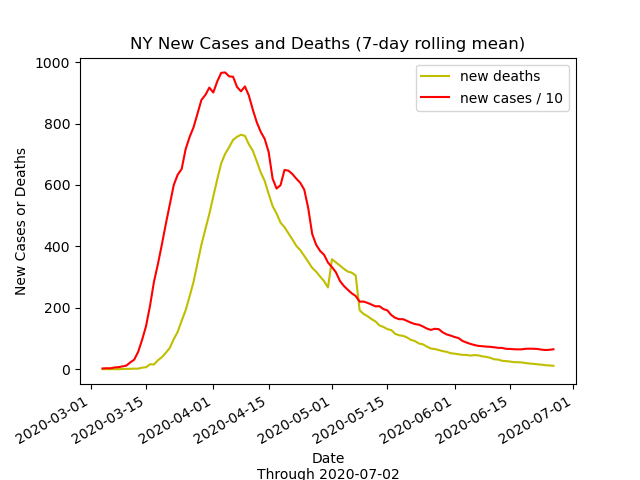 NY New Cases and Deaths (7-day rolling mean)
new deaths
new cases / 10
New Cases or Deaths
1000
800
600
400
200
0
2020-03-01
2020-03-15
2020-04-01
2020-04-15
2020-05-01
2020-05-15
2020-06-01
2020-06-15
2020-07-01
Date
Through 2020-07-02